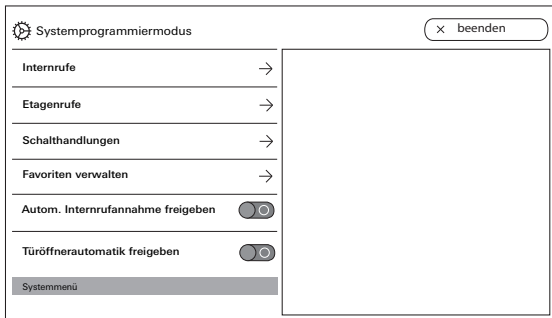 Systemprogrammiermodus
× beenden
Internrufe
Etagenrufe
Schalthandlungen
Favoriten verwalten
Autom. Internrufannahme freigeben
Türöffnerautomatik freigeben
Systemmenü